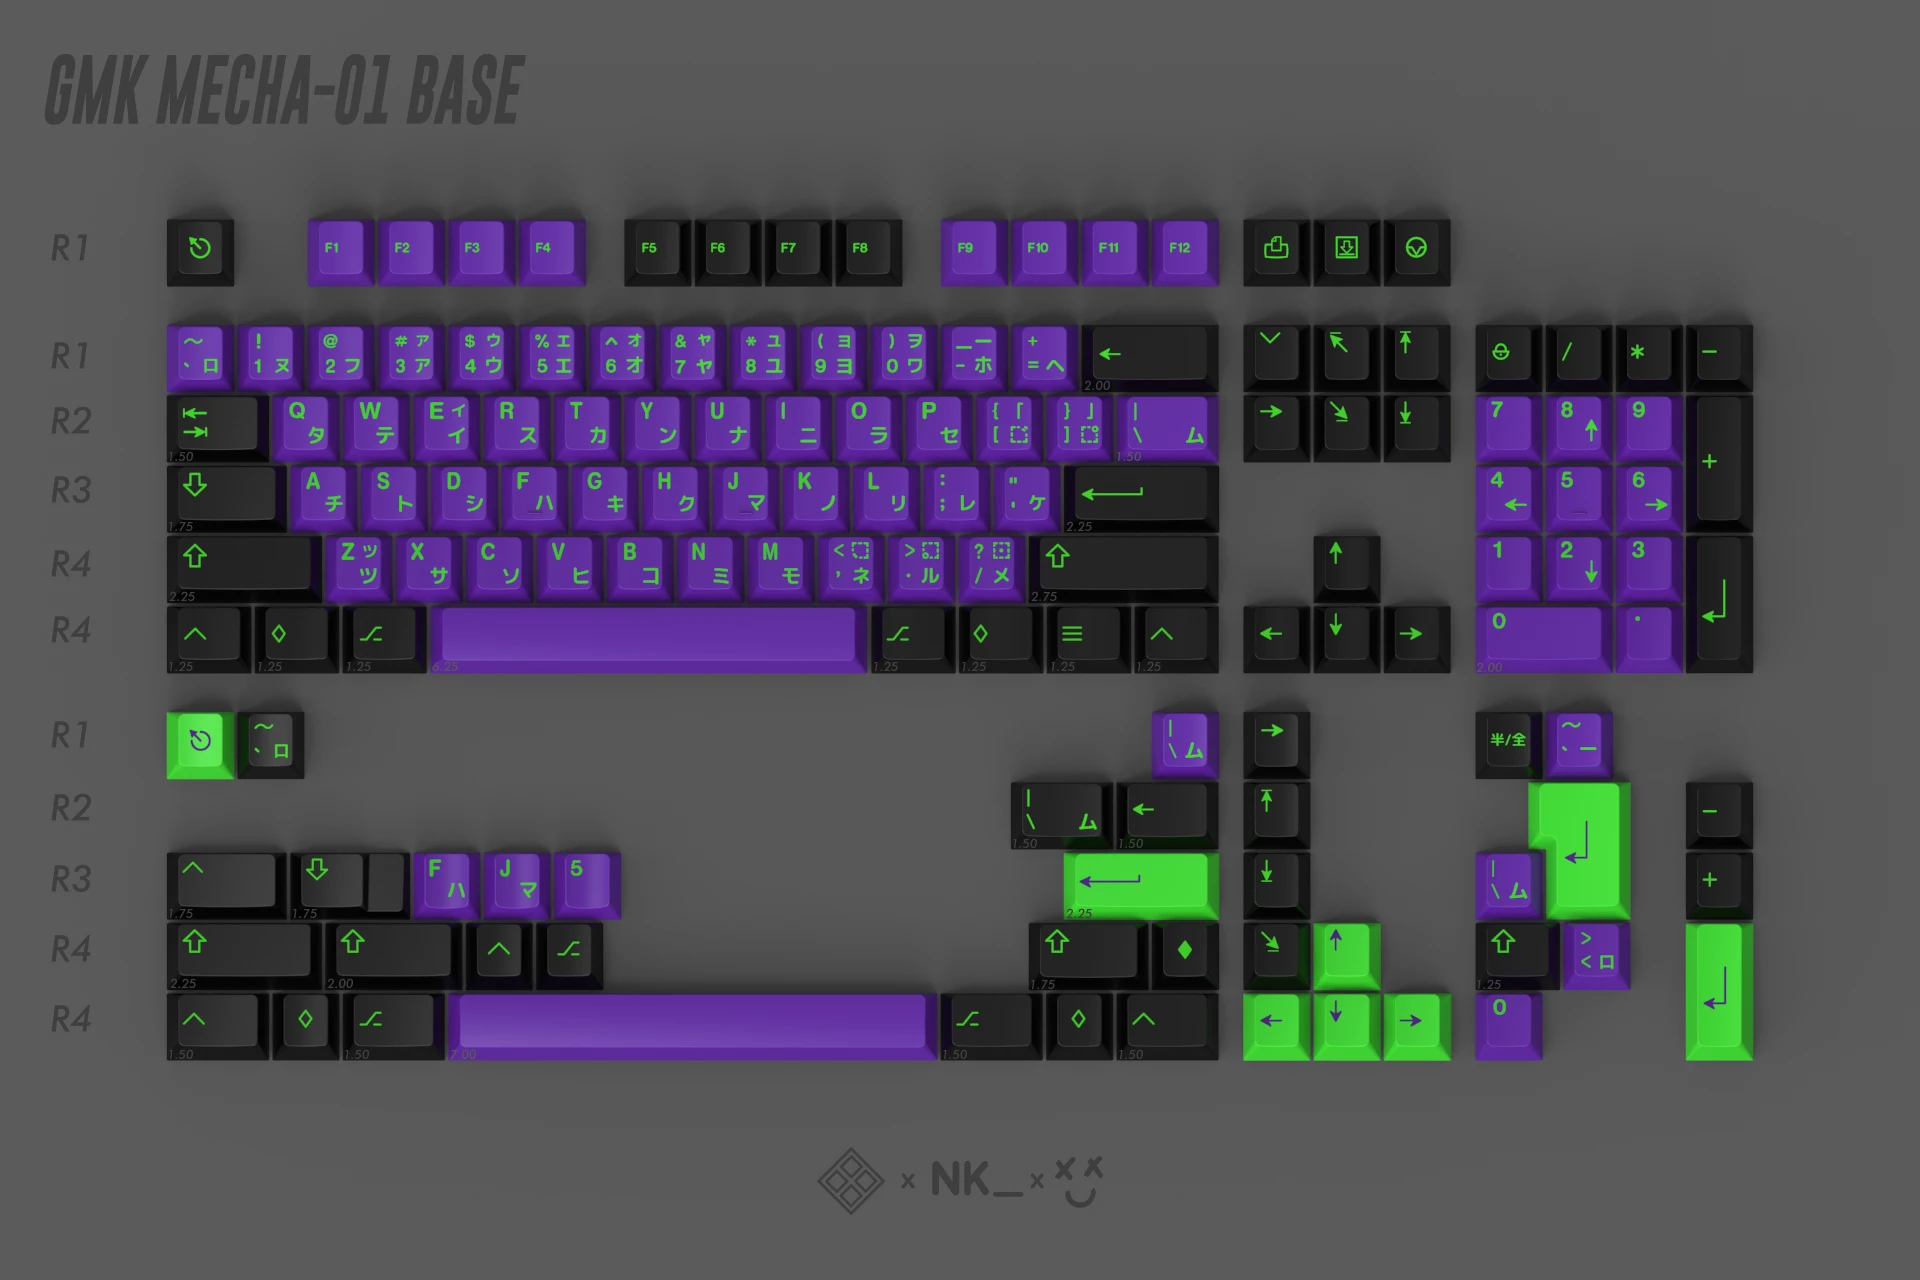 GMK MECHA-01 BASE
R1 F1 F2 F3 F4 F5 F6 F7 F8 F9 F10 F11 F12
R1 ~ ` ロ ! 1 ヌ @ 2 フ # ァ 3 ア $ ゥ 4 ウ % ェ 5 エ ^ ォ 6 オ & ャ 7 ヤ * ュ 8 ユ ( ョ 9 ヨ ) ヲ 0 ワ _ ー - ホ + = ヘ ← 2.00 / * −
R2 1.50 Q タ W テ E ィ イ R ス T カ Y ン U ナ I ニ O ラ P セ { 「 [ ゛ } 」 ] ゜ | \ ム 1.50 → 7 8 ↑ 9 +
R3 1.75 A チ S ト D シ F ハ G キ H ク J マ K ノ L リ : ; レ " ' ケ 2.25 4 ← 5 6 →
R4 2.25 Z ッ ツ X サ C ソ V ヒ B コ N ミ M モ < , ネ > . ル ? / メ 2.75 ↑ 1 2 ↓ 3
R4 1.25 1.25 1.25 6.25 1.25 1.25 1.25 1.25 ← ↓ → 0 2.00 .
R1 ~ ` ロ | \ ム → 半/全 ~ ` ー
R2 | \ ム 1.50 ← 1.50 −
R3 1.75 1.75 F ハ J マ 5 2.25 | \ ム +
R4 2.25 2.00 1.75 ↑ 1.25 > < ロ
R4 1.50 1.50 7.00 1.50 1.50 ← ↓ → 0
x NK_ x